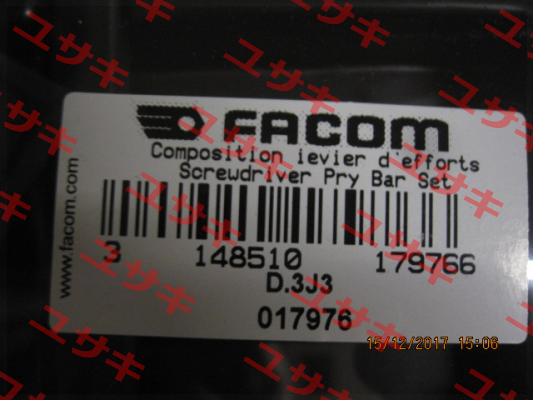 FACOM
Composition levier d'efforts
Screwdriver Pry Bar Set
3 148510 179766
D.3J3
017976
www.facom.com
15/12/2017 15:06
ユサキ